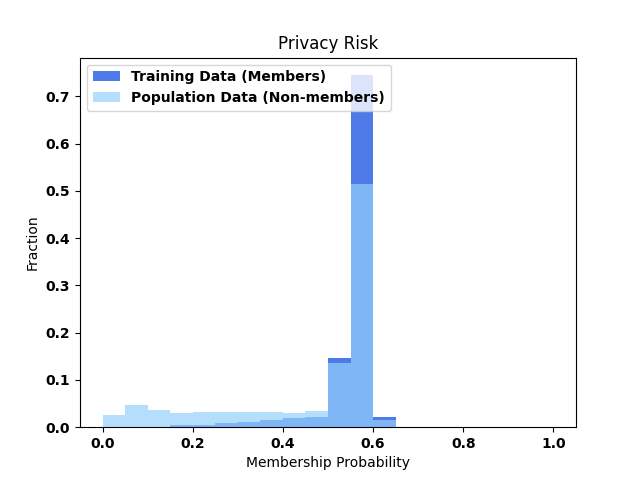 Privacy Risk
Training Data (Members)
Population Data (Non-members)
0.7
0.6
0.5
0.4
0.3
0.2
0.1
0.0
Fraction
0.0 0.2 0.4 0.6 0.8 1.0
Membership Probability